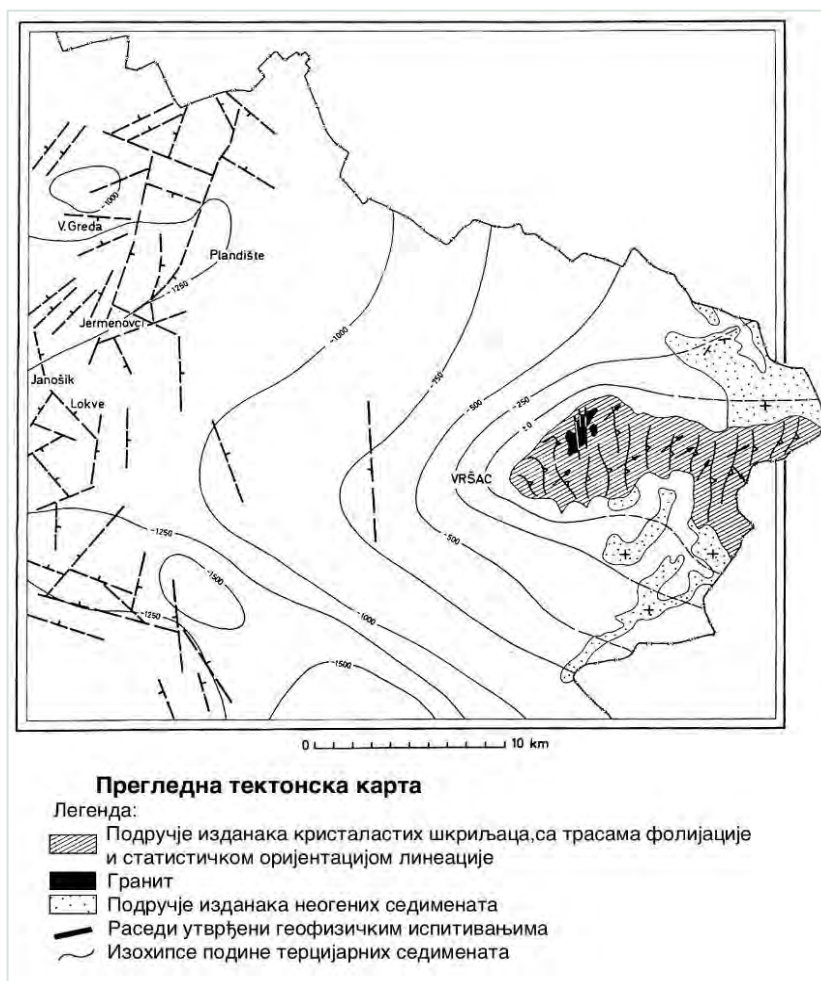 -1000
V.Greda
Plandište
-1250
Jermenovci
-1000
-750
Janošik
Lokve
-500
-250
±0
VRŠAC
-1250
-1500
-500
-1250
-1000
-1500
0 10 km
Прегледна тектонска карта
Легенда:
Подручје изданака кристаластих шкриљаца,са трасама фолијације
и статистичком оријентацијом линеације
Гранит
Подручје изданака неогених седимената
Раседи утврђени геофизичким испитивањима
Изохипсе подине терцијарних седимената